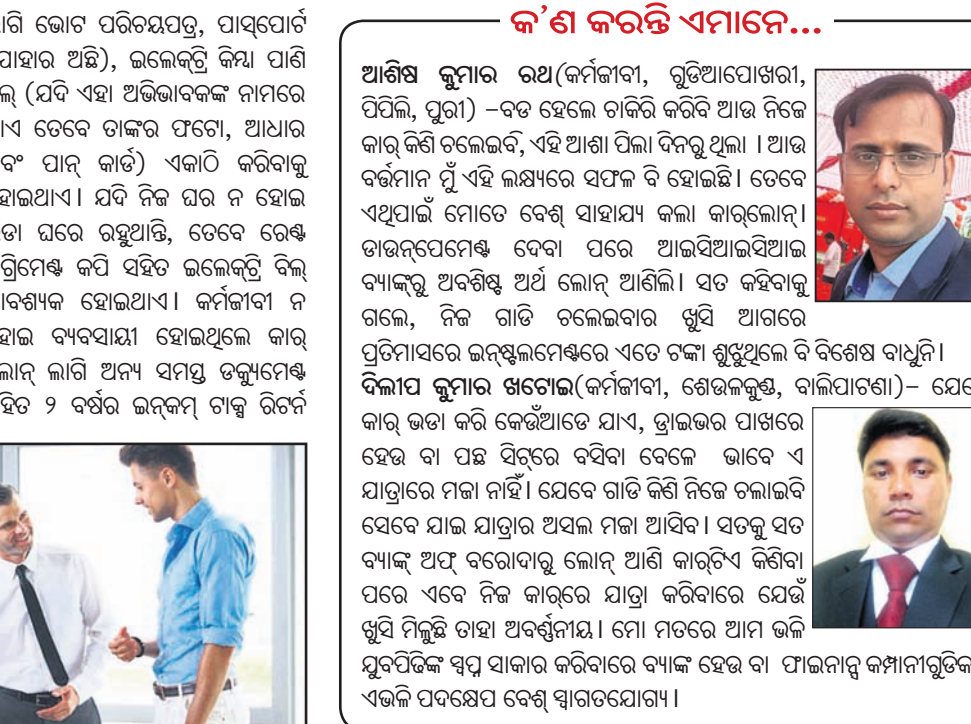 ଭୋଟ ପରିଚୟପତ୍ର, ପାସ୍‌ପୋର୍ଟ
ଯାହାର ଅଛି), ଇଲେକ୍ଟ୍ରି କିମ୍ବା ପାଣି
(ଯଦି ଏହା ଅଭିଭାବକଙ୍କ ନାମରେ
ତେବେ ତାଙ୍କର ଫଟୋ, ଆଧାର
ପାନ୍ କାର୍ଡ) ଏକାଠି କରିବାକୁ
ହୋଇଥାଏ। ଯଦି ନିଜ ଘର ନ ହୋଇ
ଘରେ ରହୁଥାନ୍ତି, ତେବେ ରେଣ୍ଟ
କପି ସହିତ ଇଲେକ୍‌ଟ୍ରି ବିଲ୍
ହୋଇଥାଏ। କର୍ମଜୀବୀ ନ
ହୋଇ ବ୍ୟବସାୟୀ ହୋଇଥିଲେ କାର୍
ଲାଗି ଅନ୍ୟ ସମସ୍ତ ଡକ୍ୟୁମେଣ୍ଟ
୨ ବର୍ଷର ଇନ୍‌କମ୍ ଟାକ୍ସ ରିଟର୍ନ
କ'ଣ କରନ୍ତି ଏମାନେ...
ଆଶିଷ କୁମାର ରଥ(କର୍ମଜୀବୀ, ଗୁଡିଆପୋଖରୀ,
ପିପିଲି, ପୁରୀ) –ବଡ ହେଲେ ଚାକିରି କରିବି ଆଉ ନିଜେ
କାର୍ କିଣି ଚଲେଇବି, ଏହି ଆଶା ପିଲା ଦିନରୁ ଥିଲା । ଆଉ
ବର୍ତ୍ତମାନ ମୁଁ ଏହି ଲକ୍ଷ୍ୟରେ ସଫଳ ବି ହୋଇଛି। ତେବେ
ଏଥିପାଇଁ ମୋତେ ବେଶ୍ ସାହାଯ୍ୟ କଲା କାର୍‌ଲୋନ୍।
ଡାଉନ୍‌ପେମେଣ୍ଟ ଦେବା ପରେ ଆଇସିଆଇସିଆଇ
ବ୍ୟାଙ୍କ୍‌ରୁ ଅବଶିଷ୍ଟ ଅର୍ଥ ଲୋନ୍ ଆଣିଲି। ସତ କହିବାକୁ
ଗଲେ, ନିଜ ଗାଡି ଚଲେଇବାର ଖୁସି ଆଗରେ
ପ୍ରତିମାସରେ ଇନ୍‌ଷ୍ଟଲମେଣ୍ଟରେ ଏତେ ଟଙ୍କା ଶୁଝୁଥିଲେ ବି ବିଶେଷ ବାଧୁନି।
ଦିଲୀପ କୁମାର ଖଟୋଇ(କର୍ମଜୀବୀ, ଶେଉଳକୁଣ୍ଡ, ବାଲିପାଟଣା)– ଯେବେ
କାର୍ ଭଡା କରି କେଉଁଆଡେ ଯାଏ, ଡ୍ରାଇଭର ପାଖରେ
ହେଉ ବା ପଛ ସିଟ୍‌ରେ ବସିବା ବେଳେ ଭାବେ ଏ
ଯାତ୍ରାରେ ମଜା ନାହିଁ। ଯେବେ ଗାଡି କିଣି ନିଜେ ଚଲାଇବି
ସେବେ ଯାଇ ଯାତ୍ରାର ଅସଲ ମଜା ଆସିବ। ସତକୁ ସତ
ବ୍ୟାଙ୍କ୍ ଅଫ୍ ବରୋଦାରୁ ଲୋନ୍ ଆଣି କାର୍‌ଟିଏ କିଣିବା
ପରେ ଏବେ ନିଜ କାର୍‌ରେ ଯାତ୍ରା କରିବାରେ ଯେଉଁ
ଖୁସି ମିଳୁଛି ତାହା ଅବର୍ଣ୍ଣନୀୟ। ମୋ ମତରେ ଆମ ଭଳି
ଯୁବପିଢିଙ୍କ ସ୍ୱପ୍ନ ସାକାର କରିବାରେ ବ୍ୟାଙ୍କ ହେଉ ବା ଫାଇନାନ୍ସ କମ୍ପାନୀଗୁଡିକ
ଏଭଳି ପଦକ୍ଷେପ ବେଶ୍ ସ୍ୱାଗତଯୋଗ୍ୟ।